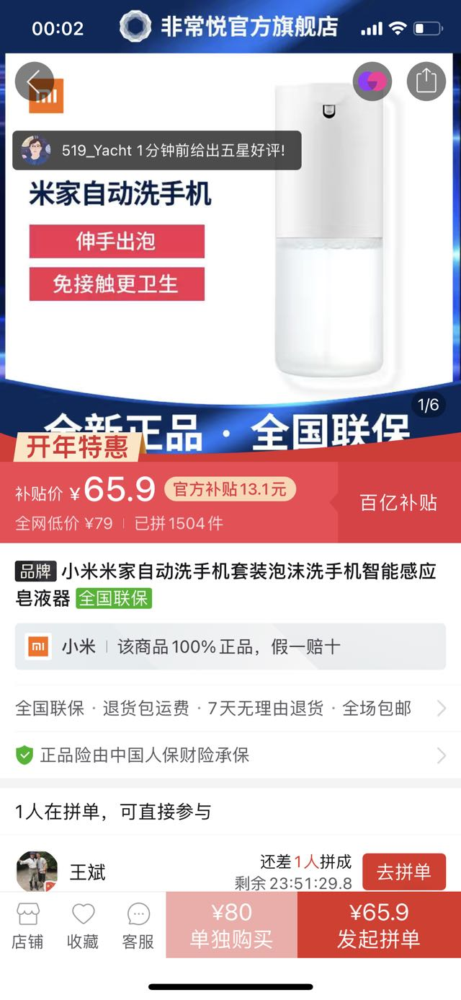 00:02
非常悦官方旗舰店
519_Yacht 1分钟前给出五星好评!
米家自动洗手机
伸手出泡
免接触更卫生
1/6
全新正品 · 全国联保
开年特惠
补贴价 ¥65.9 官方补贴13.1元
百亿补贴
全网低价 ¥79 | 已拼1504件
品牌 小米米家自动洗手机套装泡沫洗手机智能感应
皂液器 全国联保
小米 | 该商品100%正品，假一赔十
全国联保 · 退货包运费 · 7天无理由退货 · 全场包邮
正品险由中国人保财险承保
1人在拼单，可直接参与
王斌
还差1人拼成
剩余23:51:29.8
去拼单
店铺
收藏
客服
¥80
单独购买
¥65.9
发起拼单